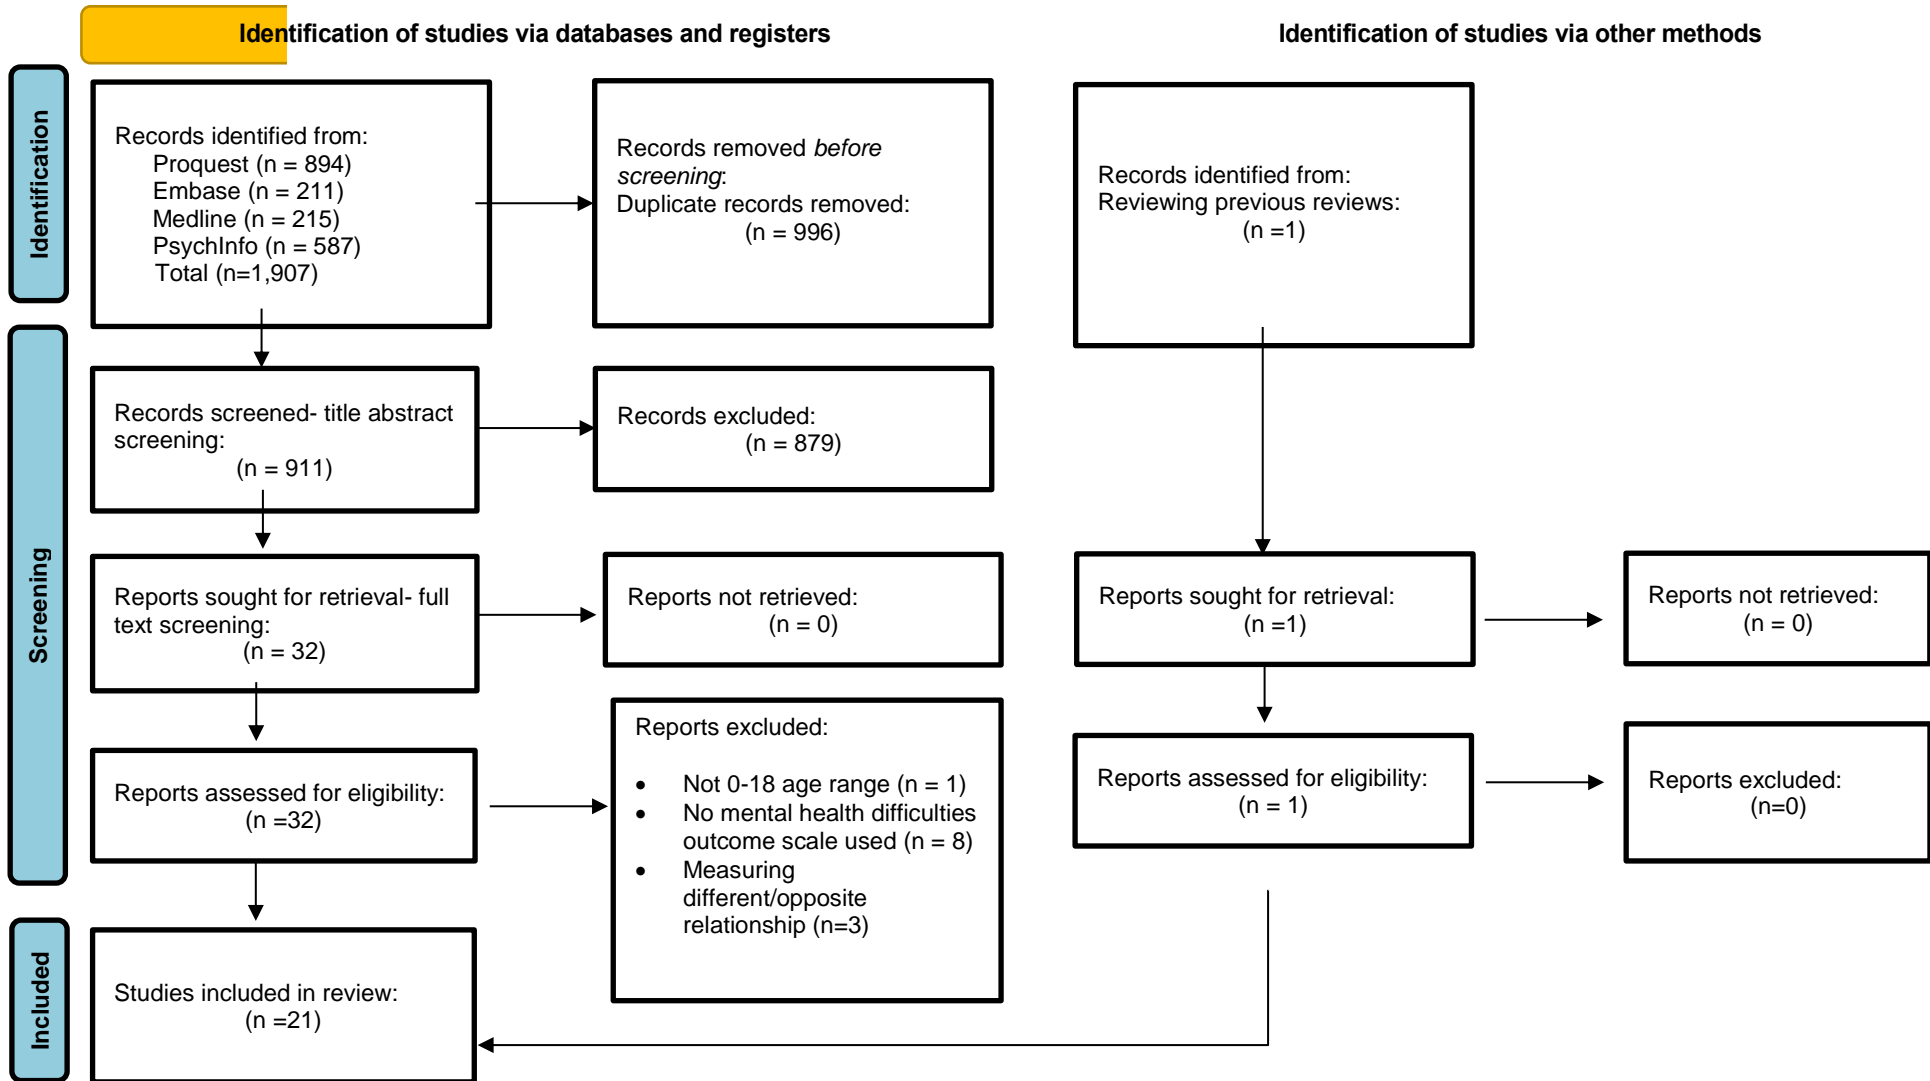 Identification of studies via databases and registers
Identification of studies via other methods
Identification
Records identified from:
Proquest (n = 894)
Embase (n = 211)
Medline (n = 215)
PsychInfo (n = 587)
Total (n=1,907)
Records removed before
screening:
Duplicate records removed:
(n = 996)
Records identified from:
Reviewing previous reviews:
(n =1)
Screening
Records screened- title abstract
screening:
(n = 911)
Records excluded:
(n = 879)
Reports sought for retrieval- full
text screening:
(n = 32)
Reports not retrieved:
(n = 0)
Reports sought for retrieval:
(n =1)
Reports not retrieved:
(n = 0)
Reports assessed for eligibility:
(n =32)
Reports excluded:
• Not 0-18 age range (n = 1)
• No mental health difficulties
outcome scale used (n = 8)
• Measuring
different/opposite
relationship (n=3)
Reports assessed for eligibility:
(n = 1)
Reports excluded:
(n=0)
Included
Studies included in review:
(n =21)